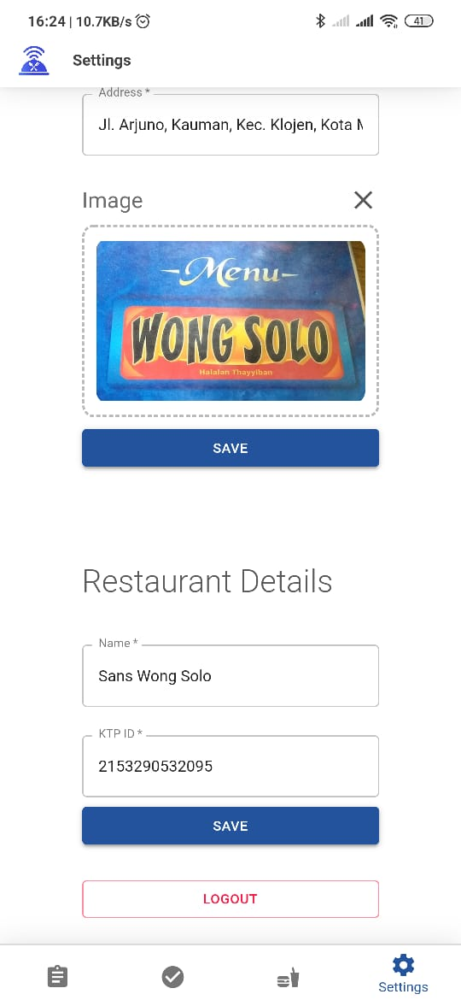 16:24 | 10.7KB/s
41
Settings
Address *
Jl. Arjuno, Kauman, Kec. Klojen, Kota M
Image
Menu
WONG SOLO
Halalan Thayyiban
SAVE
Restaurant Details
Name *
Sans Wong Solo
KTP ID *
2153290532095
SAVE
LOGOUT
Settings